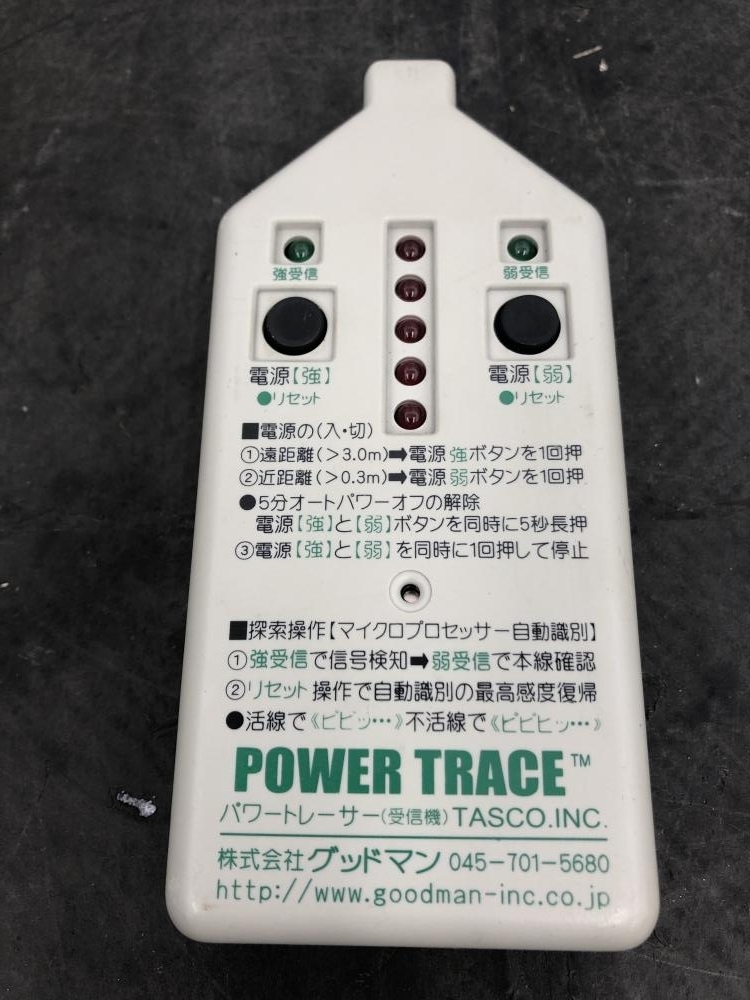 強受信
弱受信
電源【強】
電源【弱】
●リセット
●リセット
■電源の(入・切)
①遠距離(>3.0m)➡電源 強ボタンを1回押
②近距離(>0.3m)➡電源 弱ボタンを1回押
●5分オートパワーオフの解除
電源【強】と【弱】ボタンを同時に5秒長押
③電源【強】と【弱】を同時に1回押して停止
■探索操作【マイクロプロセッサー自動識別】
①強受信で信号検知➡弱受信で本線確認
②リセット 操作で自動識別の最高感度復帰
●活線で《ビビッ…》不活線で《ビビビッ…》
POWER TRACE™
パワートレーサー(受信機) TASCO.INC.
株式会社グッドマン 045-701-5680
http://www.goodman-inc.co.jp